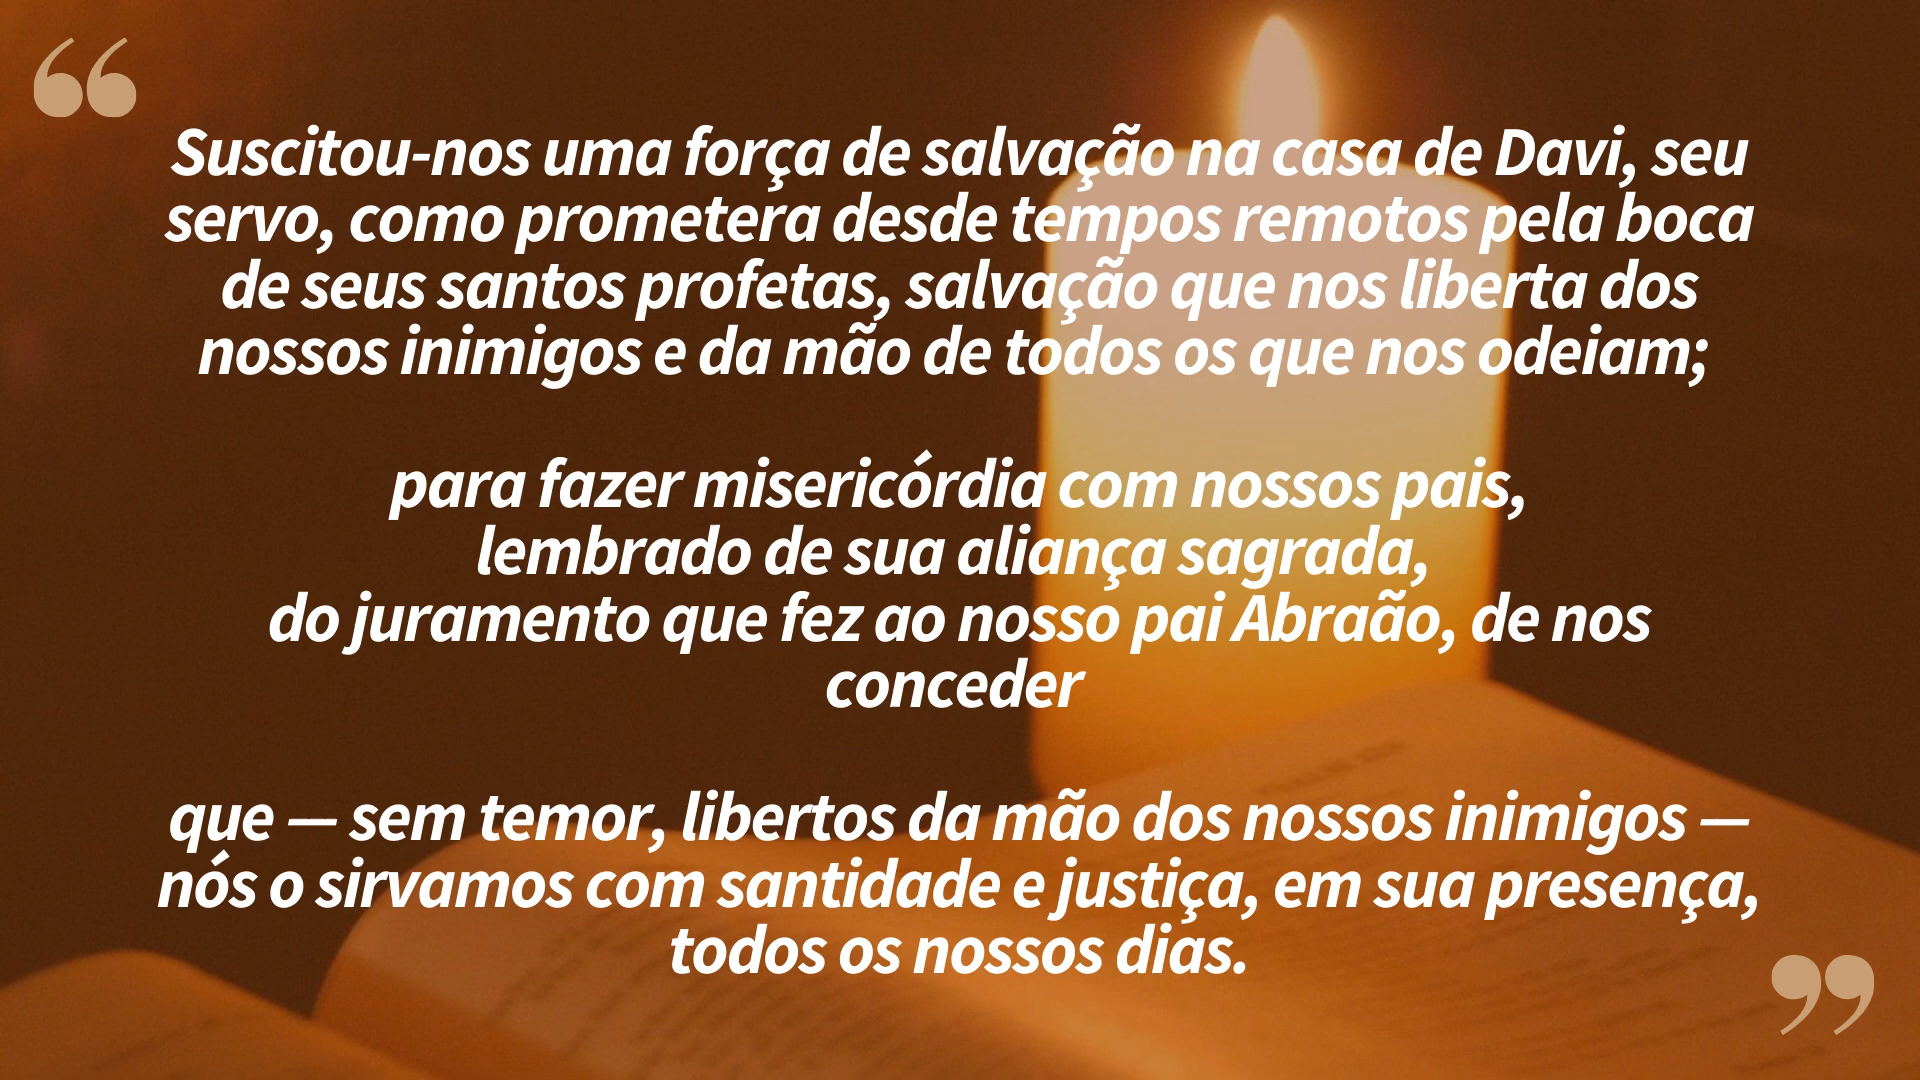 “
Suscitou-nos uma força de salvação na casa de Davi, seu
servo, como prometera desde tempos remotos pela boca
de seus santos profetas, salvação que nos liberta dos
nossos inimigos e da mão de todos os que nos odeiam;
para fazer misericórdia com nossos pais,
lembrado de sua aliança sagrada,
do juramento que fez ao nosso pai Abraão, de nos
conceder
que — sem temor, libertos da mão dos nossos inimigos —
nós o sirvamos com santidade e justiça, em sua presença,
todos os nossos dias.
”